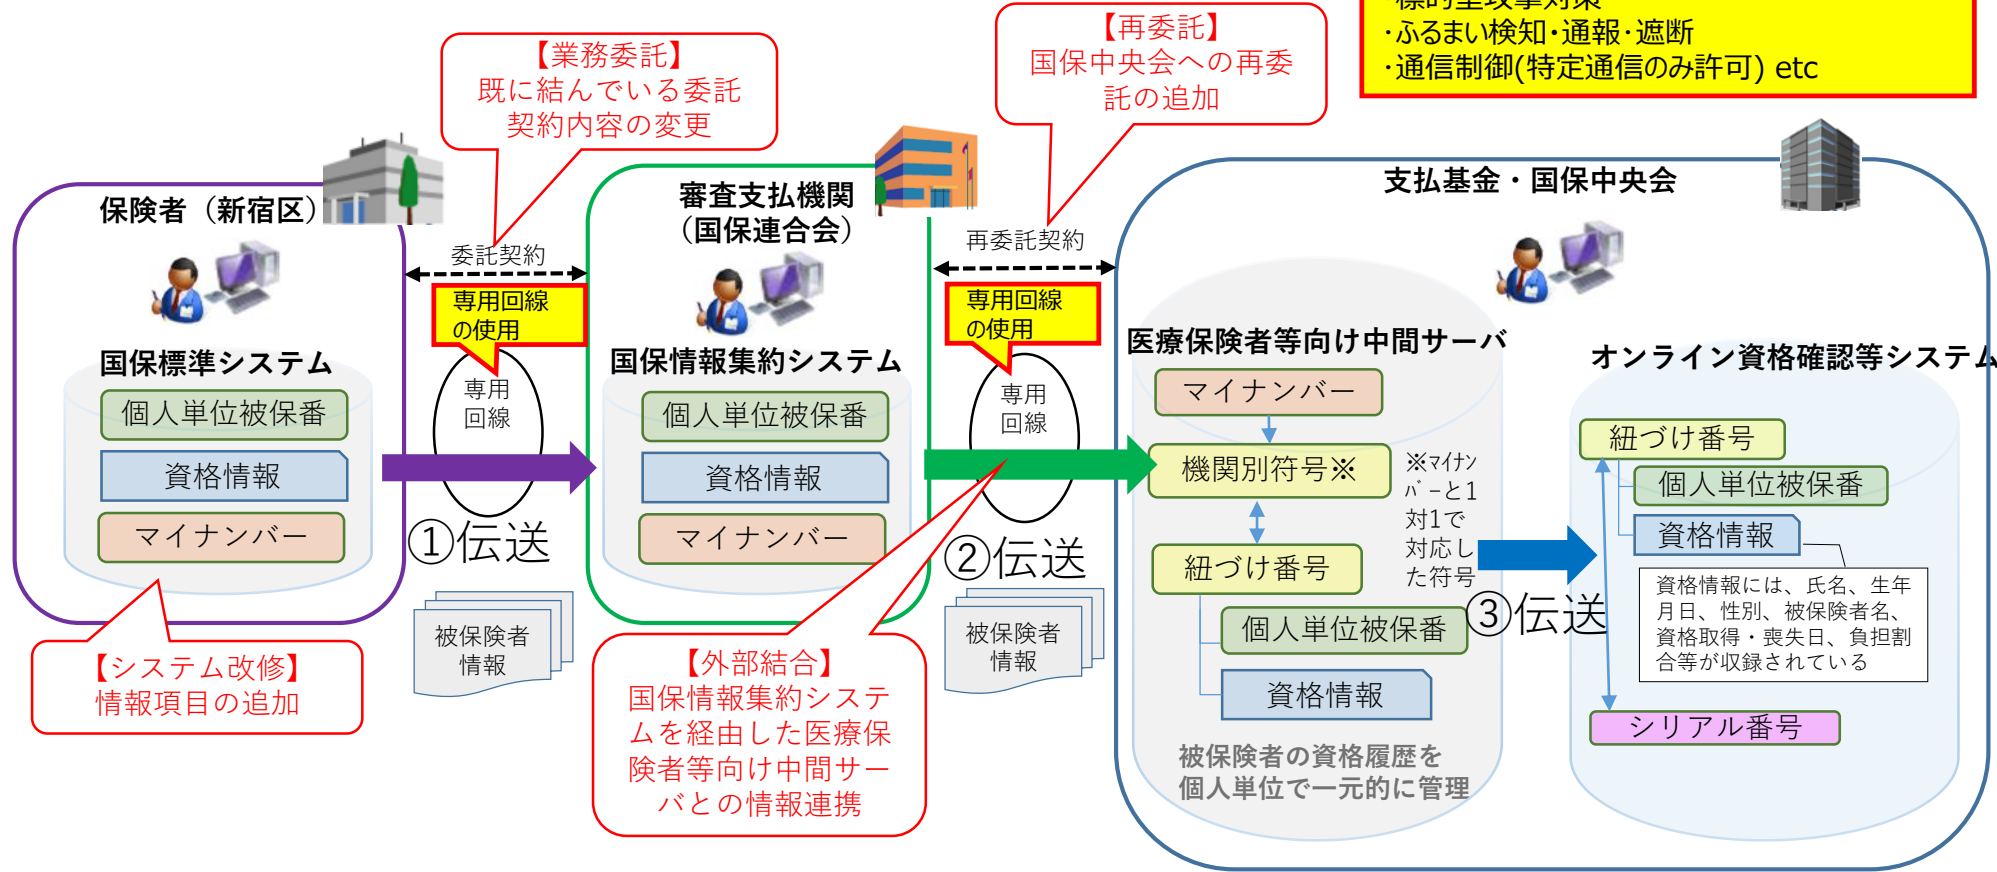 ・標的型攻撃対策
・ふるまい検知・通報・遮断
・通信制御(特定通信のみ許可) etc
【業務委託】
既に結んでいる委託
契約内容の変更
【再委託】
国保中央会への再委
託の追加
保険者（新宿区）
委託契約
専用回線
の使用
審査支払機関
（国保連合会）
再委託契約
専用回線
の使用
支払基金・国保中央会
国保標準システム
個人単位被保番
資格情報
マイナンバー
専用
回線
①伝送
被保険者
情報
国保情報集約システム
個人単位被保番
資格情報
マイナンバー
専用
回線
②伝送
被保険者
情報
医療保険者等向け中間サーバ
マイナンバー
機関別符号※
※マイナン
バーと1
対1で
対応し
た符号
紐づけ番号
個人単位被保番
資格情報
被保険者の資格履歴を
個人単位で一元的に管理
③伝送
オンライン資格確認等システム
紐づけ番号
個人単位被保番
資格情報
資格情報には、氏名、生年
月日、性別、被保険者名、
資格取得・喪失日、負担割
合等が収録されている
シリアル番号
【システム改修】
情報項目の追加
【外部結合】
国保情報集約システ
ムを経由した医療保
険者等向け中間サー
バとの情報連携